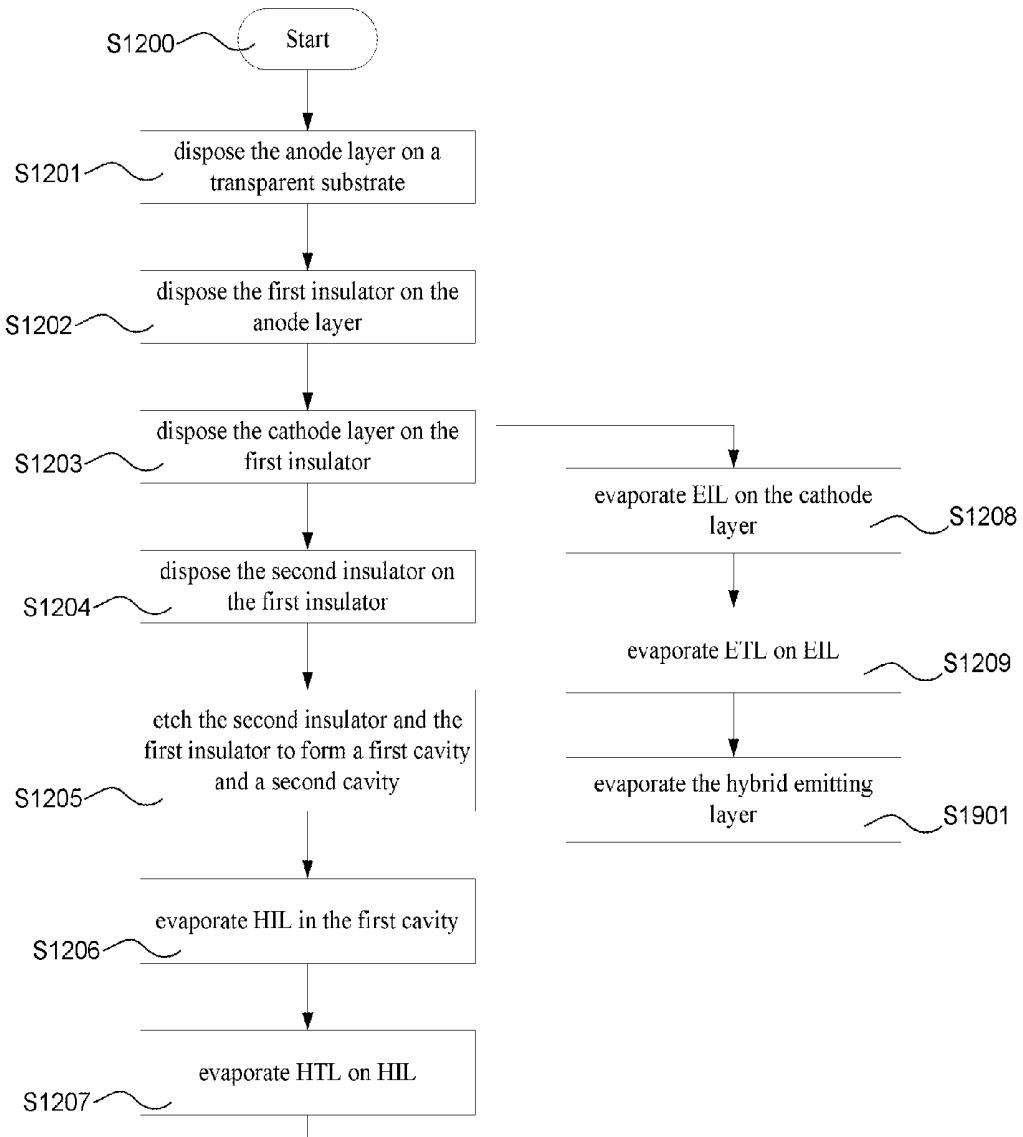 S1200
Start
S1201
dispose the anode layer on a
transparent substrate
S1202
dispose the first insulator on the
anode layer
S1203
dispose the cathode layer on the
first insulator
S1204
dispose the second insulator on
the first insulator
S1205
etch the second insulator and the
first insulator to form a first cavity
and a second cavity
S1206
evaporate HIL in the first cavity
S1207
evaporate HTL on HIL
evaporate EIL on the cathode
layer
S1208
evaporate ETL on EIL
S1209
evaporate the hybrid emitting
layer
S1901